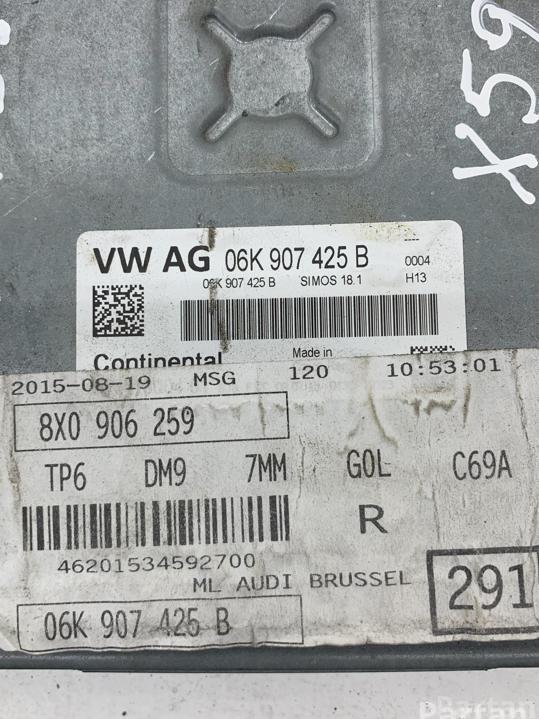 X59
VW AG 06K 907 425 B
0004
06K 907 425 B SIMOS 18.1 H13
Continental Made in
2015-08-19 MSG 120 10:53:01
8X0 906 259
TP6 DM9 7MM GOL C69A
R
46201534592700
ML AUDI BRUSSEL
291
06K 907 425 B